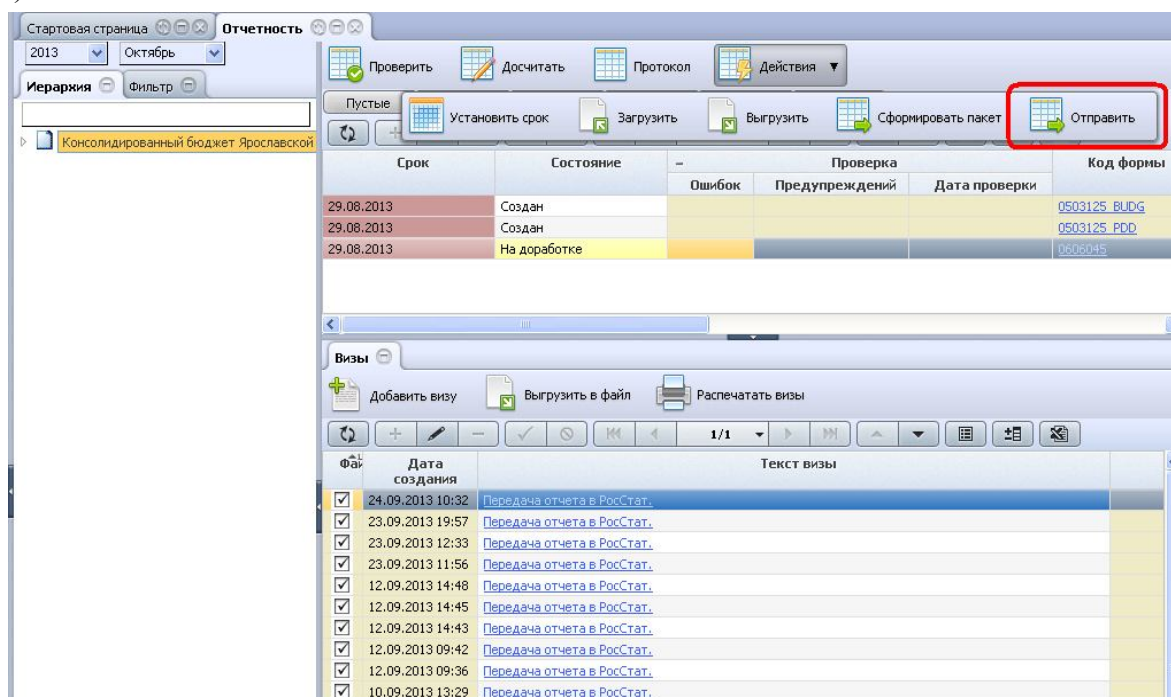 Стартовая страница Отчетность
2013 Октябрь
Иерархия Фильтр
Консолидированный бюджет Ярославской
Проверить Досчитать Протокол Действия
Пустые
Установить срок Загрузить Выгрузить Сформировать пакет Отправить
Срок Состояние – Проверка Код формы
Ошибок Предупреждений Дата проверки
29.08.2013 Создан 0503125_BUDG
29.08.2013 Создан 0503125_PDD
29.08.2013 На доработке 0606045
Визы
Добавить визу Выгрузить в файл Распечатать визы
1/1
Фай Дата создания Текст визы
24.09.2013 10:32 Передача отчета в РосСтат.
23.09.2013 19:57 Передача отчета в РосСтат.
23.09.2013 12:33 Передача отчета в РосСтат.
23.09.2013 11:56 Передача отчета в РосСтат.
12.09.2013 14:48 Передача отчета в РосСтат.
12.09.2013 14:45 Передача отчета в РосСтат.
12.09.2013 14:43 Передача отчета в РосСтат.
12.09.2013 09:42 Передача отчета в РосСтат.
12.09.2013 09:36 Передача отчета в РосСтат.
10.09.2013 13:29 Передача отчета в РосСтат.